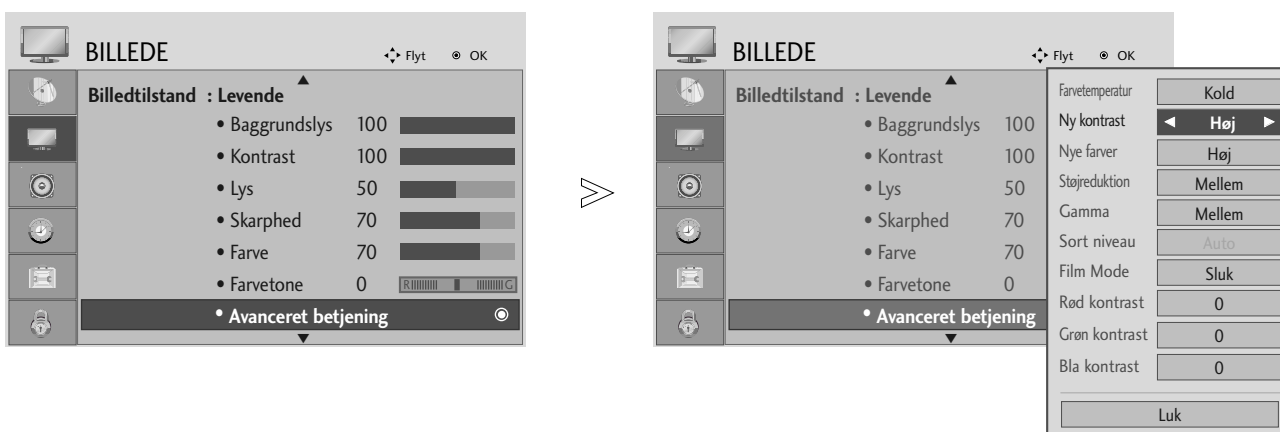 BILLEDE
Flyt
OK
Billedtilstand : Levende
• Baggrundslys 100
• Kontrast 100
• Lys 50
• Skarphed 70
• Farve 70
• Farvetone 0 R G
• Avanceret betjening
BILLEDE
Flyt
OK
Billedtilstand : Levende
• Baggrundslys 100
• Kontrast 100
• Lys 50
• Skarphed 70
• Farve 70
• Farvetone 0
• Avanceret betjening
Farvetemperatur Kold
Ny kontrast Høj
Nye farver Høj
Støjreduktion Mellem
Gamma Mellem
Sort niveau Auto
Film Mode Sluk
Rød kontrast 0
Grøn kontrast 0
Bla kontrast 0
Luk